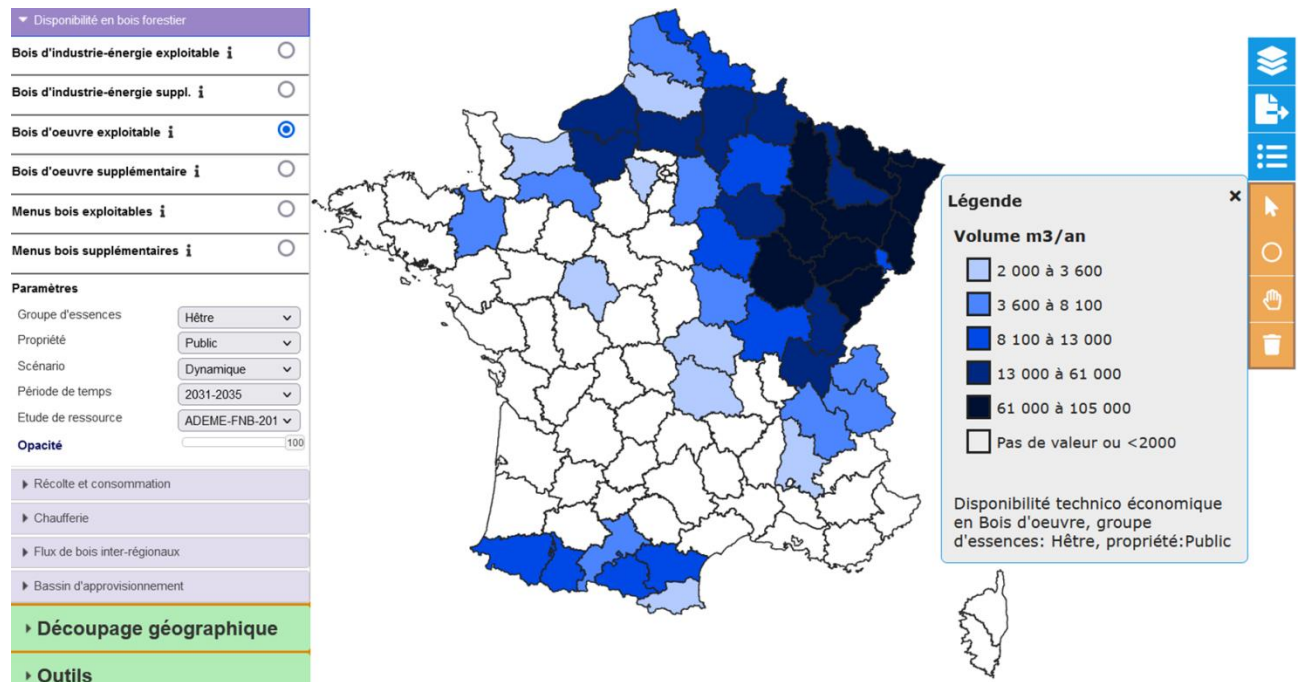 Disponibilité en bois forestier
Bois d'industrie-énergie exploitable i
Bois d'industrie-énergie suppl. i
Bois d'oeuvre exploitable i
Bois d'oeuvre supplémentaire i
Menus bois exploitables i
Menus bois supplémentaires i
Paramètres
Groupe d'essences Hêtre
Propriété Public
Scénario Dynamique
Période de temps 2031-2035
Etude de ressource ADEME-FNB-201
Opacité 100
Récolte et consommation
Chaufferie
Flux de bois inter-régionaux
Bassin d'approvisionnement
Découpage géographique
Outils
Légende
Volume m3/an
2 000 à 3 600
3 600 à 8 100
8 100 à 13 000
13 000 à 61 000
61 000 à 105 000
Pas de valeur ou <2000
Disponibilité technico économique
en Bois d'oeuvre, groupe
d'essences: Hêtre, propriété:Public